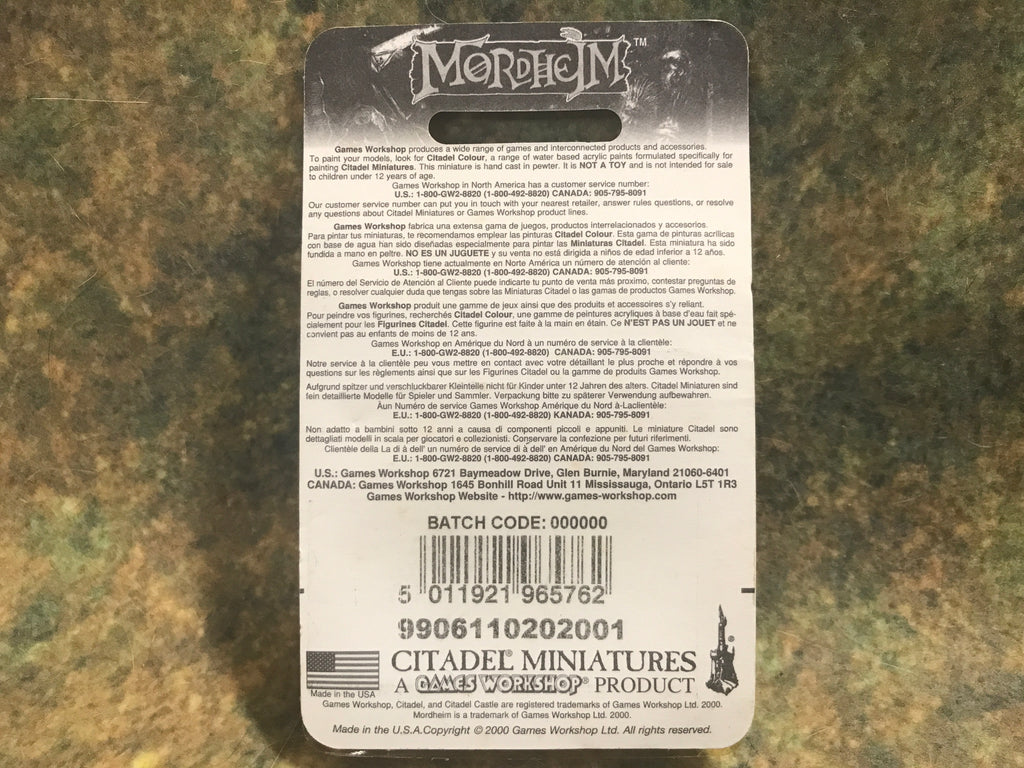 MORDHEIM™
Games Workshop produces a wide range of games and interconnected products and accessories.
To paint your models, look for Citadel Colour, a range of water based acrylic paints formulated specifically for
painting Citadel Miniatures. This miniature is hand cast in pewter. It is NOT A TOY and is not intended for sale
to children under 12 years of age.
Games Workshop in North America has a customer service number:
U.S.: 1-800-GW2-8820 (1-800-492-8820) CANADA: 905-795-8091
Our customer service number can put you in touch with your nearest retailer, answer rules questions, or resolve
any questions about Citadel Miniatures or Games Workshop product lines.
Games Workshop fabrica una extensa gama de juegos, productos interrelacionados y accesorios.
Para pintar tus miniaturas, te recomendamos emplear las pinturas Citadel Colour. Esta gama de pinturas acrílicas
con base de agua han sido diseñadas especialmente para pintar las Miniaturas Citadel. Esta miniatura ha sido
fundida a mano en peltre. NO ES UN JUGUETE y su venta no está dirigida a niños de edad inferior a 12 años.
Games Workshop tiene actualmente en Norte América un número de atención al cliente:
U.S.: 1-800-GW2-8820 (1-800-492-8820) CANADA: 905-795-8091
El número del Servicio de Atención al Cliente puede indicarte tu punto de venta más próximo, contestar preguntas de
reglas, o resolver cualquier duda que tengas sobre las Miniaturas Citadel o las gamas de productos Games Workshop.
Games Workshop produit une gamme de jeux ainsi que des produits et accessoires s'y reliant.
Pour peindre vos figurines, recherchés Citadel Colour, une gamme de peintures acryliques à base d'eau fait spé-
cialement pour les Figurines Citadel. Cette figurine est faite à la main en étain. Ce N'EST PAS UN JOUET et ne
convient pas au enfants de moins de 12 ans.
Games Workshop en Amérique du Nord à un numéro de service à la clientèle:
E.U.: 1-800-GW2-8820 (1-800-492-8820) CANADA: 905-795-8091
Notre service à la clientèle peu vous mettre en contact avec votre détaillant le plus proche et répondre à vos
questions sur les règlements ainsi que sur les Figurines Citadel ou la gamme de produits Games Workshop.
Aufgrund spitzer und verschluckbarer Kleinteile nicht für Kinder unter 12 Jahren des alters. Citadel Miniaturen sind
fein detaillierte Modelle für Spieler und Sammler. Verpackung bitte zu späterer Verwendung aufbewahren.
Àun Numéro de service Games Workshop Amérique du Nord à-Laclientèle:
E.U.: 1-800-GW2-8820 (1-800-492-8820) KANADA: 905-795-8091
Non adatto a bambini sotto 12 anni a causa di componenti piccoli e appuniti. Le miniature Citadel sono
dettagliati modelli in scala per giocatori e collezionisti. Conservare la confezione per futuri riferimenti.
Clientèle della La di à dell' un numéro de service di à dell' en Amérique du Nord del Games Workshop:
E.U.: 1-800-GW2-8820 (1-800-492-8820) CANADA: 905-795-8091
U.S.: Games Workshop 6721 Baymeadow Drive, Glen Burnie, Maryland 21060-6401
CANADA: Games Workshop 1645 Bonhill Road Unit 11 Mississauga, Ontario L5T 1R3
Games Workshop Website - http://www.games-workshop.com
BATCH CODE: 000000
5 011921 965762
9906110202001
CITADEL® MINIATURES
A GAMES WORKSHOP® PRODUCT
Made in the USA
Games Workshop, Citadel, and Citadel Castle are registered trademarks of Games Workshop Ltd. 2000.
Mordheim is a trademark of Games Workshop Ltd. 2000.
Made in the U.S.A.Copyright © 2000 Games Workshop Ltd. All rights reserved.